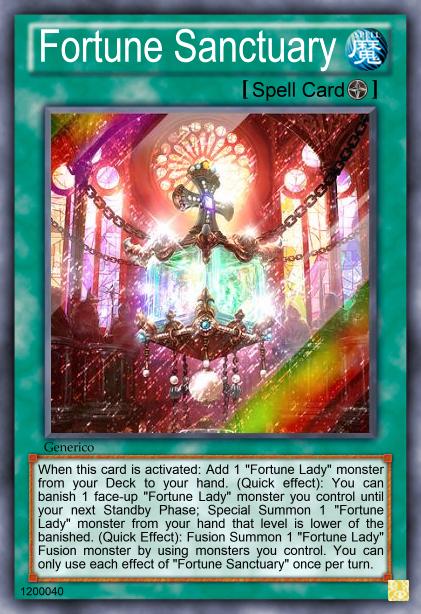 Fortune Sanctuary
SPELL
魔
[ Spell Card ]
Generico
When this card is activated: Add 1 "Fortune Lady" monster
from your Deck to your hand. (Quick effect): You can
banish 1 face-up "Fortune Lady" monster you control until
your next Standby Phase; Special Summon 1 "Fortune
Lady" monster from your hand that level is lower of the
banished. (Quick Effect): Fusion Summon 1 "Fortune Lady"
Fusion monster by using monsters you control. You can
only use each effect of "Fortune Sanctuary" once per turn.
1200040